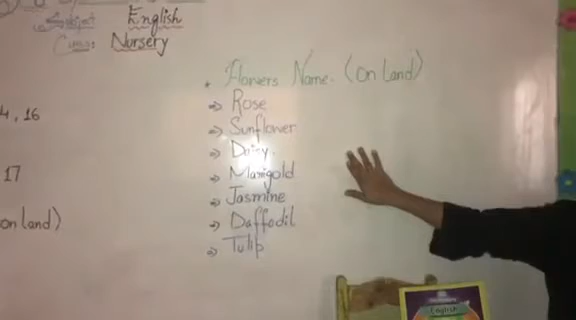 Subject English
Class: Nursery
Flowers Name. (on land)
→ Rose
→ Sunflower
→ Daisy.
→ Marigold
→ Jasmine
→ Daffodil
→ Tulip
4, 16
17
on land)
English